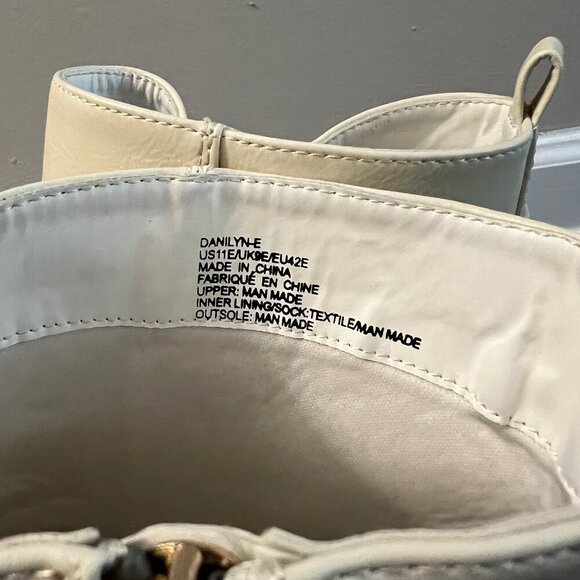 DANILYN-E
US11E/UK9E/EU42E
MADE IN CHINA
FABRIQUÉ EN CHINE
UPPER: MAN MADE
INNER LINING/SOCK:TEXTILE/MAN MADE
OUTSOLE: MAN MADE